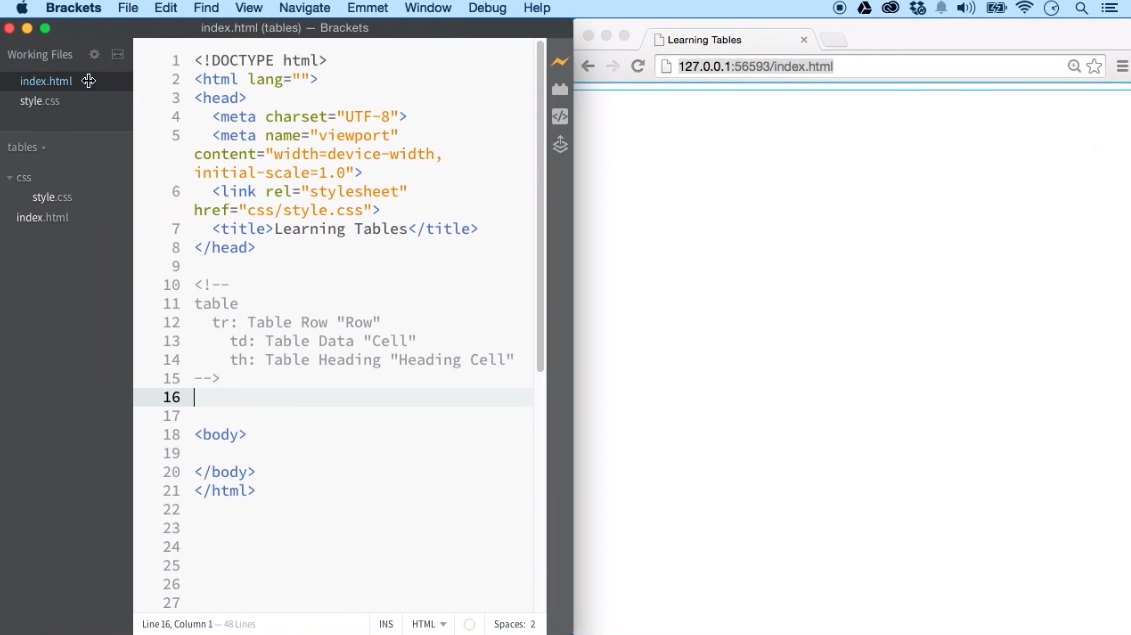 Brackets File Edit Find View Navigate Emmet Window Debug Help
index.html (tables) — Brackets
Working Files
index.html
style.css
tables
css
style.css
index.html
1 <!DOCTYPE html>
2 <html lang="">
3 <head>
4 <meta charset="UTF-8">
5 <meta name="viewport"
content="width=device-width,
initial-scale=1.0">
6 <link rel="stylesheet"
href="css/style.css">
7 <title>Learning Tables</title>
8 </head>
9
10 <!--
11 table
12 tr: Table Row "Row"
13 td: Table Data "Cell"
14 th: Table Heading "Heading Cell"
15 -->
16
17
18 <body>
19
20 </body>
21 </html>
22
23
24
25
26
27
Line 16, Column 1 — 48 Lines INS HTML Spaces: 2
Learning Tables
127.0.0.1:56593/index.html